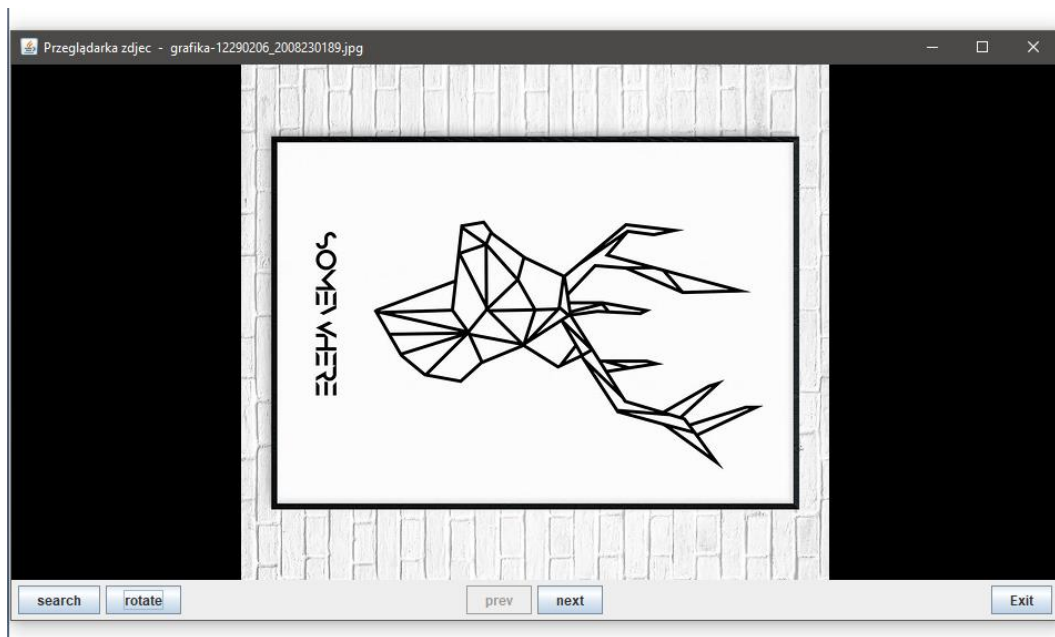 Przeglądarka zdjec - grafika-12290206_2008230189.jpg
SOMEWHERE
search rotate prev next Exit